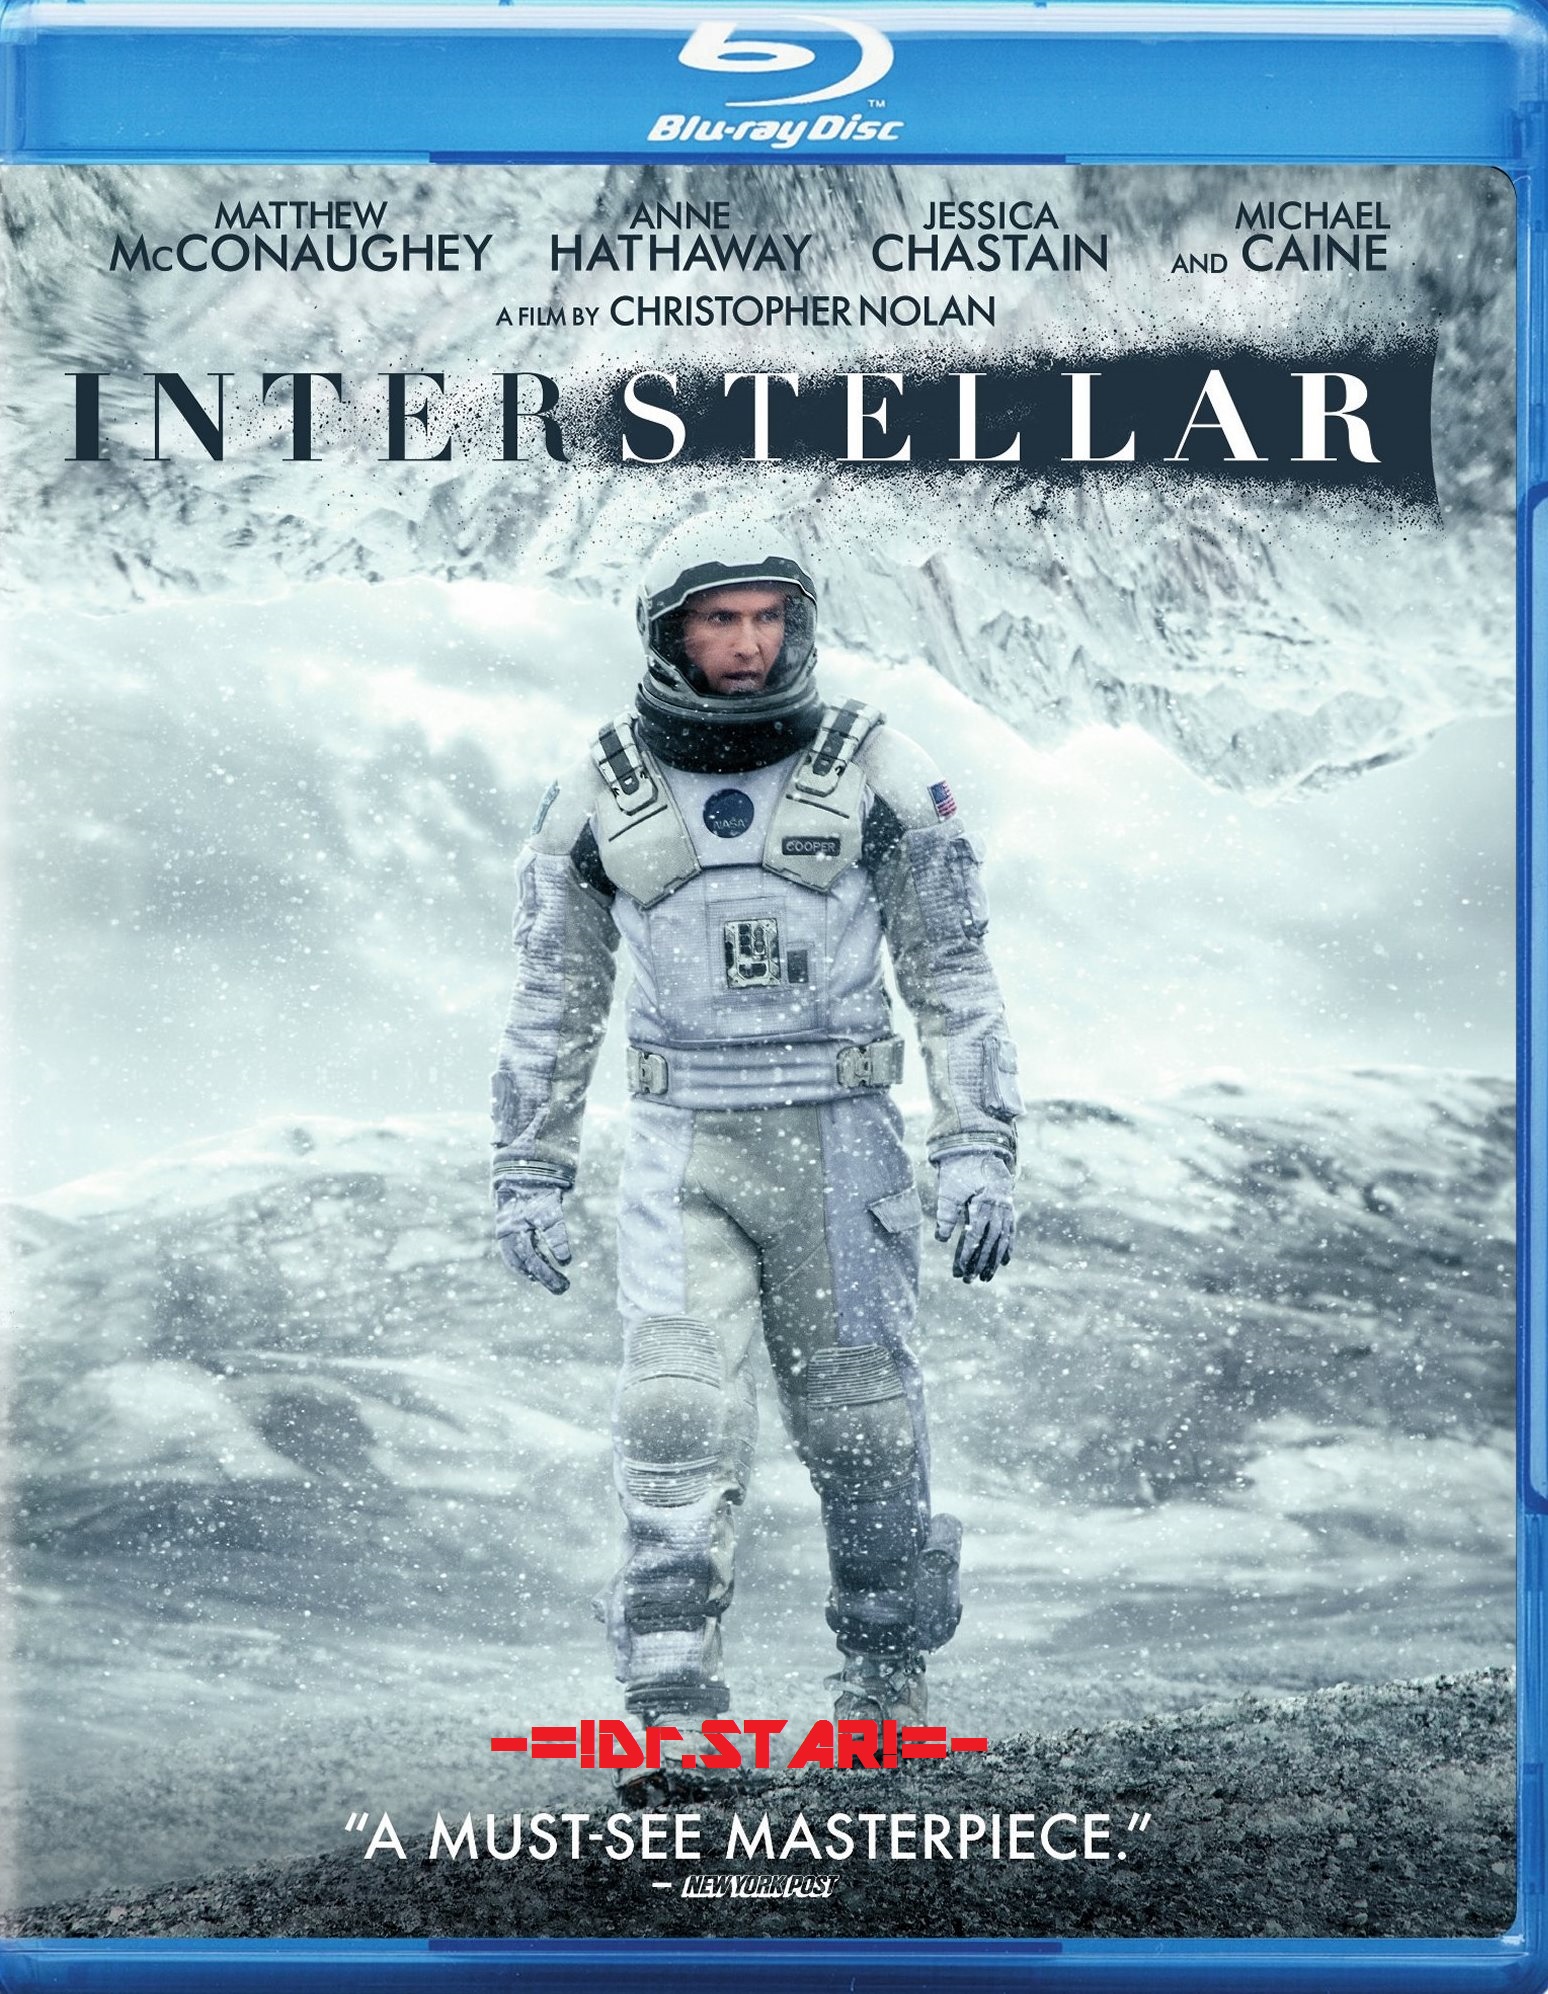 Blu-ray Disc™
MATTHEW McCONAUGHEY
ANNE HATHAWAY
JESSICA CHASTAIN
AND MICHAEL CAINE
A FILM BY CHRISTOPHER NOLAN
INTERSTELLAR
NASA
COOPER
-=!Dr.STAR!=-
“A MUST-SEE MASTERPIECE.”
– NEW YORK POST